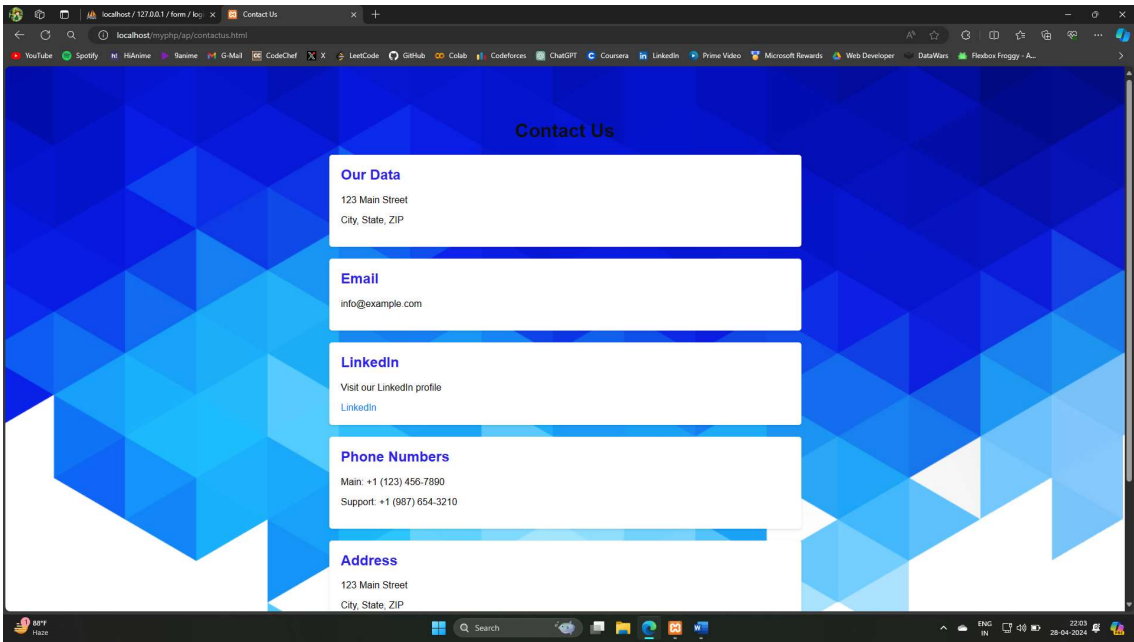 localhost / 127.0.0.1 / form / logi
Contact Us
localhost/myphp/ap/contactus.html
YouTube Spotify HiAnime 9anime G-Mail CodeChef X LeetCode GitHub Colab Codeforces ChatGPT Coursera LinkedIn Prime Video Microsoft Rewards Web Developer DataWars Flexbox Froggy - A...
Contact Us
Our Data
123 Main Street
City, State, ZIP
Email
info@example.com
LinkedIn
Visit our LinkedIn profile
LinkedIn
Phone Numbers
Main: +1 (123) 456-7890
Support: +1 (987) 654-3210
Address
123 Main Street
City, State, ZIP
88°F
Haze
Search
ENG
IN
22:03
28-04-2024